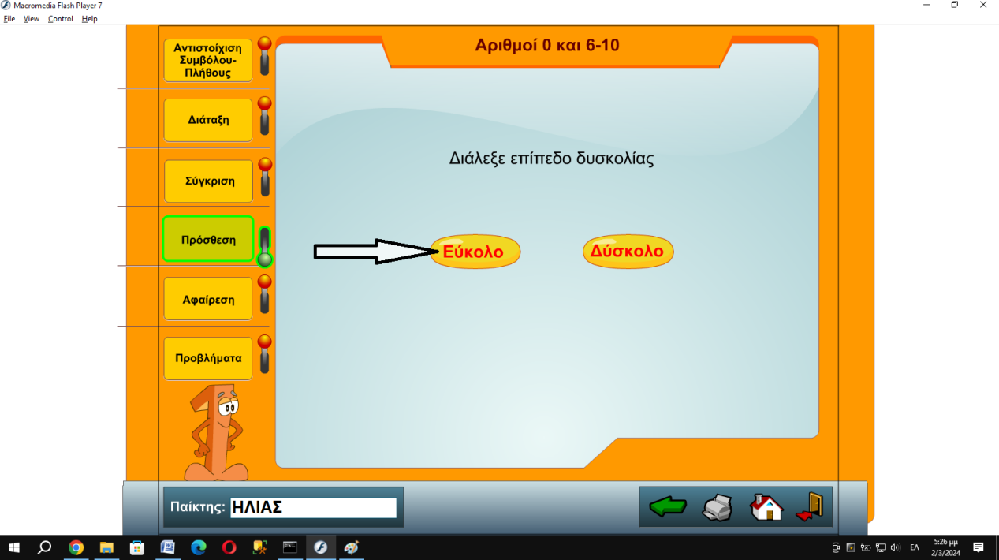 Macromedia Flash Player 7
File View Control Help
Αριθμοί 0 και 6-10
Αντιστοίχιση
Συμβόλου-
Πλήθους
Διάταξη
Σύγκριση
Πρόσθεση
Αφαίρεση
Προβλήματα
Διάλεξε επίπεδο δυσκολίας
Εύκολο
Δύσκολο
Παίκτης: ΗΛΙΑΣ
ΕΛ
5:26 μμ
2/3/2024